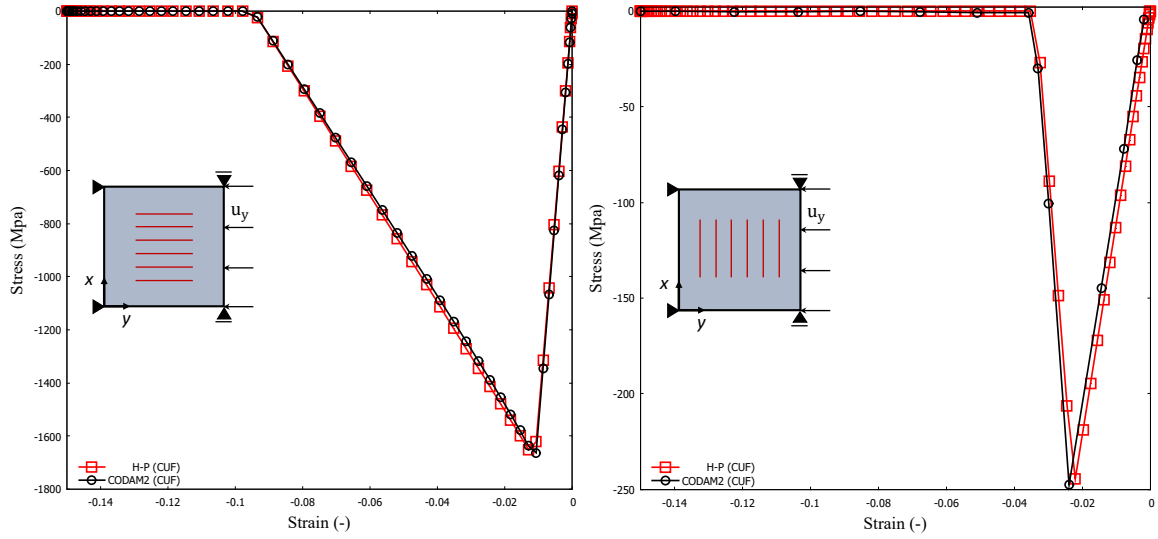 0
-200
-400
-600
-800
-1000
-1200
-1400
-1600
-1800
Stress (Mpa)
u_y
x
y
H-P (CUF)
CODAM2 (CUF)
-0.14 -0.12 -0.1 -0.08 -0.06 -0.04 -0.02 0
Strain (-)
0
-50
-100
-150
-200
-250
Stress (Mpa)
u_y
x
y
H-P (CUF)
CODAM2 (CUF)
-0.14 -0.12 -0.1 -0.08 -0.06 -0.04 -0.02 0
Strain (-)